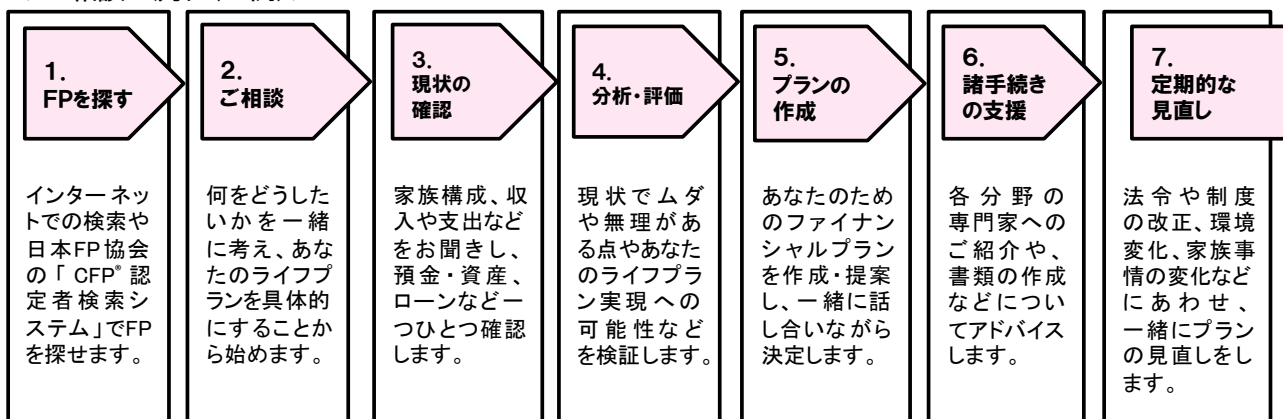 1.
FPを探す
インターネッ
トでの検索や
日本FP協会
の「CFP®認
定者検索シ
ステム」でFP
を探せます。
2.
ご相談
何をどうした
いかを一緒
に考え、あな
たのライフプ
ランを具体的
にすることか
ら始めます。
3.
現状の
確認
家族構成、収
入や支出など
をお聞きし、
預金・資産、
ローンなど一
つひとつ確認
します。
4.
分析・評価
現状でムダ
や無理があ
る点やあなた
のライフプラ
ン実現への
可能性など
を検証します。
5.
プランの
作成
あなたのため
のファイナン
シャルプラン
を作成・提案
し、一緒に話
し合いながら
決定します。
6.
諸手続き
の支援
各分野の
専門家への
ご紹介や、
書類の作成
などについ
てアドバイス
します。
7.
定期的な
見直し
法令や制度
の改正、環境
変化、家族事
情の変化など
にあわせ、
一緒にプラン
の見直しをし
ます。